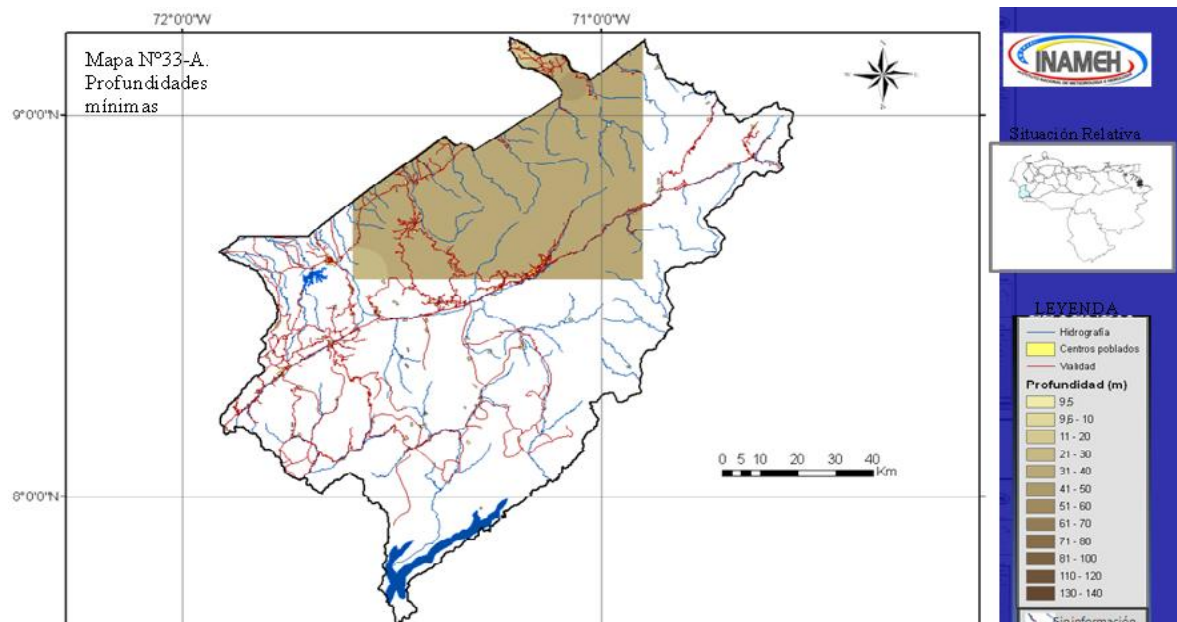 72°0'0"W
71°0'0"W
Mapa Nº33-A.
Profundidades
mínimas
9°0'0"N
8°0'0"N
0 5 10 20 30 40
Km
INAMEH
Situación Relativa
LEYENDA
Hidrografía
Centros poblados
Vialidad
Profundidad (m)
9,5
9,6 - 10
11 - 20
21 - 30
31 - 40
41 - 50
51 - 60
61 - 70
71 - 80
81 - 100
110 - 120
130 - 140
Sin información